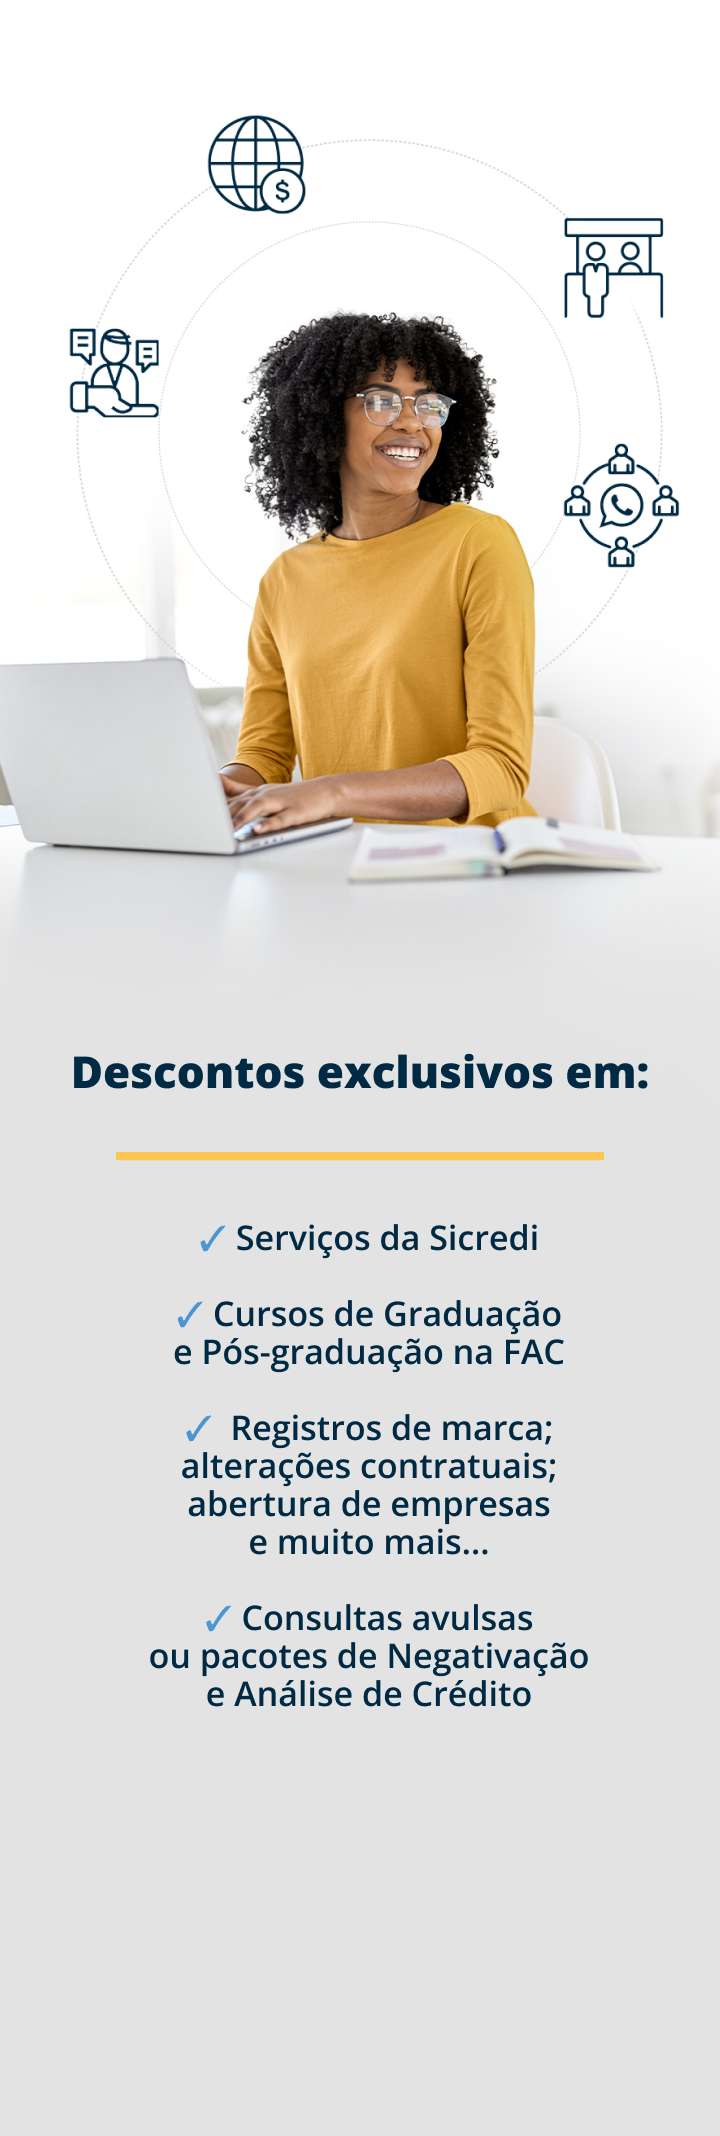 $
Descontos exclusivos em:
✓ Serviços da Sicredi
✓ Cursos de Graduação
e Pós-graduação na FAC
✓ Registros de marca;
alterações contratuais;
abertura de empresas
e muito mais...
✓ Consultas avulsas
ou pacotes de Negativação
e Análise de Crédito